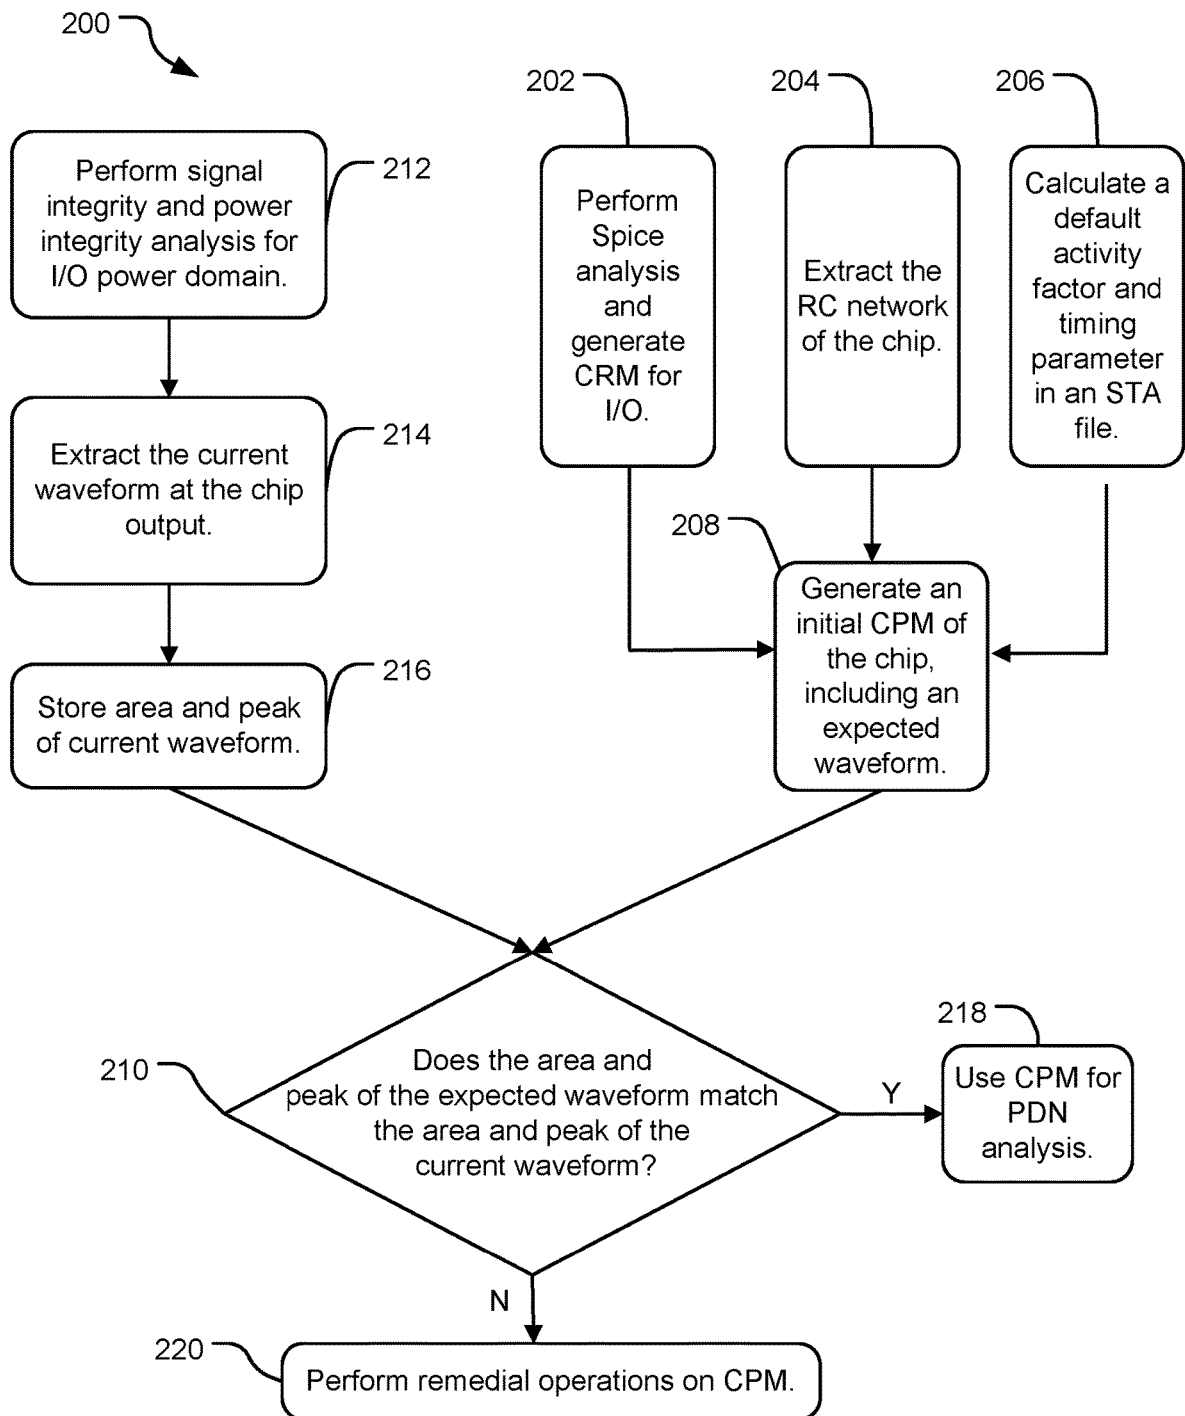 200
212
Perform signal
integrity and power
integrity analysis for
I/O power domain.
214
Extract the current
waveform at the chip
output.
216
Store area and peak
of current waveform.
202
Perform
Spice
analysis
and
generate
CRM for
I/O.
204
Extract the
RC network
of the chip.
206
Calculate a
default
activity
factor and
timing
parameter
in an STA
file.
208
Generate an
initial CPM of
the chip,
including an
expected
waveform.
210
Does the area and
peak of the expected waveform match
the area and peak of the
current waveform?
Y
218
Use CPM for
PDN
analysis.
N
220
Perform remedial operations on CPM.